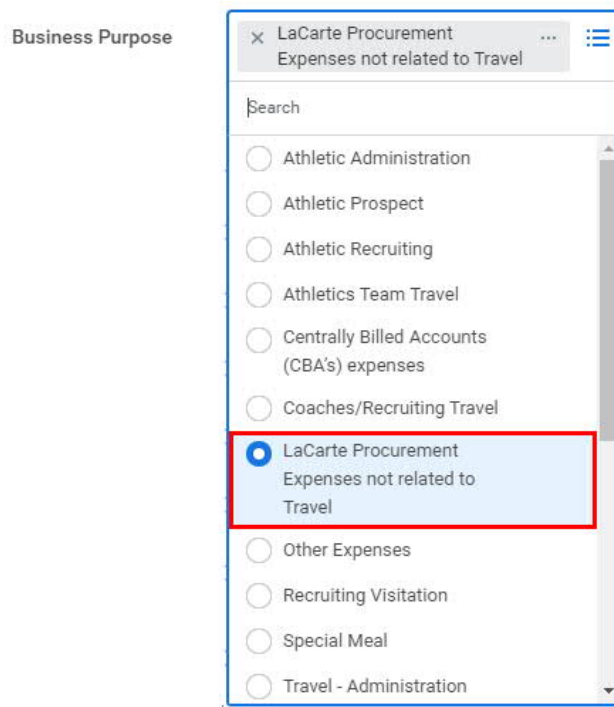 Business Purpose
× LaCarte Procurement ...
Expenses not related to Travel
Search
Athletic Administration
Athletic Prospect
Athletic Recruiting
Athletics Team Travel
Centrally Billed Accounts
(CBA's) expenses
Coaches/Recruiting Travel
LaCarte Procurement
Expenses not related to
Travel
Other Expenses
Recruiting Visitation
Special Meal
Travel - Administration